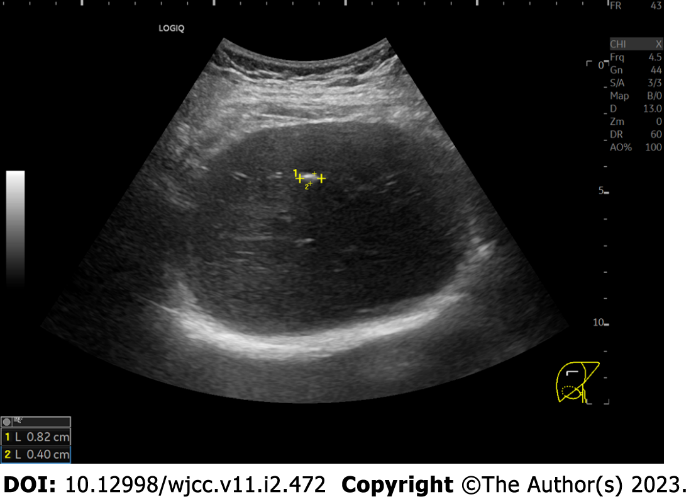 LOGIQ
FR 43
CHI X
Frq 4.5
Gn 44
S/A 3/3
Map B/0
D 13.0
Zm 0
DR 60
AO% 100
0
5
10
1
2
1 L 0.82 cm
2 L 0.40 cm
DOI: 10.12998/wjcc.v11.i2.472 Copyright ©The Author(s) 2023.